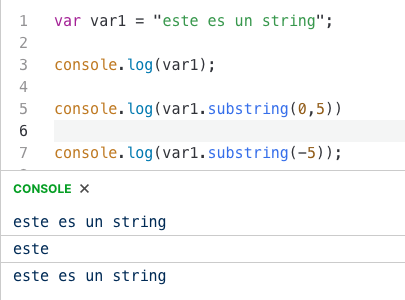 1 var var1 = "este es un string";
2
3 console.log(var1);
4
5 console.log(var1.substring(0,5))
6
7 console.log(var1.substring(-5));
CONSOLE ×
este es un string
este
este es un string